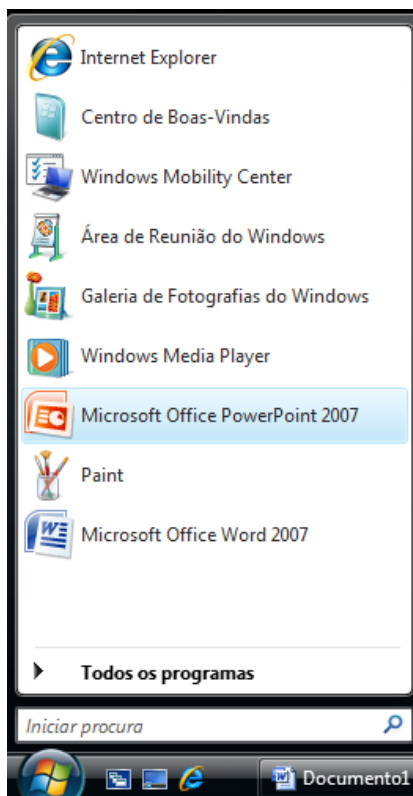 Internet Explorer
Centro de Boas-Vindas
Windows Mobility Center
Área de Reunião do Windows
Galeria de Fotografias do Windows
Windows Media Player
Microsoft Office PowerPoint 2007
Paint
Microsoft Office Word 2007
Todos os programas
Iniciar procura
Documento1